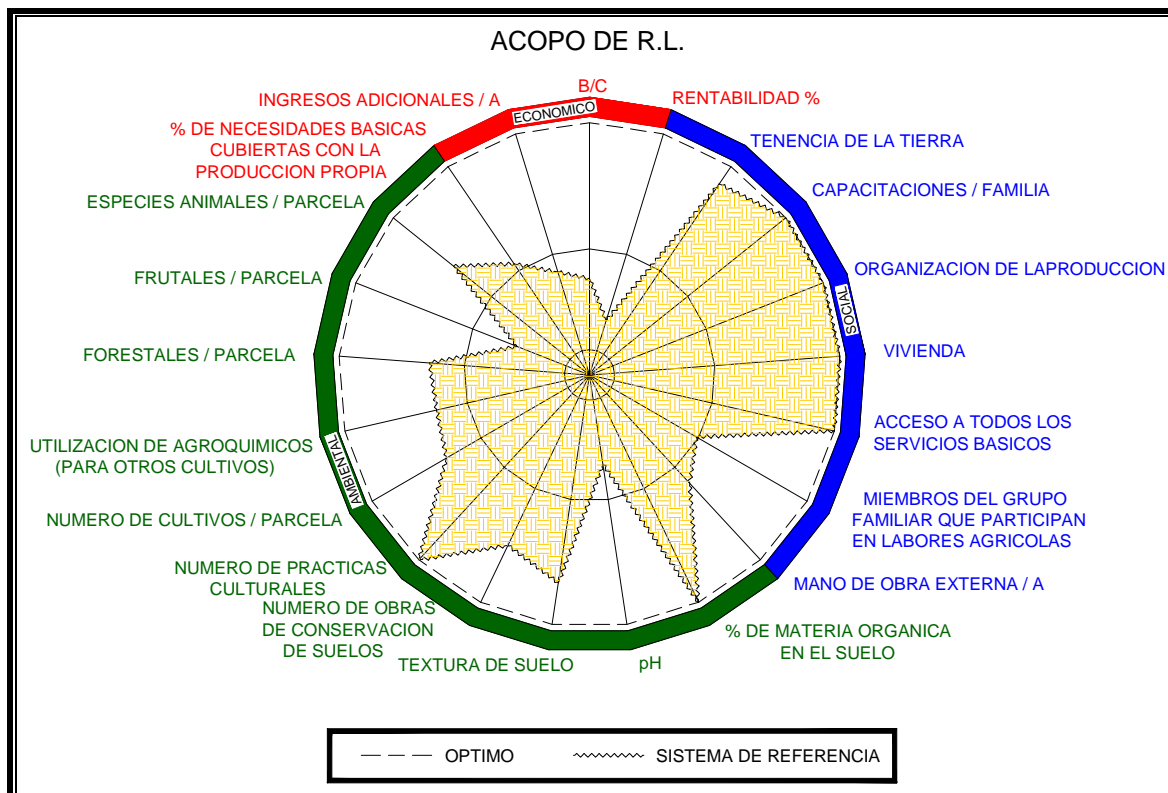 ACOPO DE R.L.
B/C
INGRESOS ADICIONALES / A
ECONOMICO
RENTABILIDAD %
% DE NECESIDADES BASICAS
CUBIERTAS CON LA
PRODUCCION PROPIA
TENENCIA DE LA TIERRA
ESPECIES ANIMALES / PARCELA
CAPACITACIONES / FAMILIA
FRUTALES / PARCELA
ORGANIZACION DE LAPRODUCCION
SOCIAL
FORESTALES / PARCELA
VIVIENDA
UTILIZACION DE AGROQUIMICOS
(PARA OTROS CULTIVOS)
AMBIENTAL
ACCESO A TODOS LOS
SERVICIOS BASICOS
NUMERO DE CULTIVOS / PARCELA
MIEMBROS DEL GRUPO
FAMILIAR QUE PARTICIPAN
EN LABORES AGRICOLAS
NUMERO DE PRACTICAS
CULTURALES
MANO DE OBRA EXTERNA / A
NUMERO DE OBRAS
DE CONSERVACION
DE SUELOS
% DE MATERIA ORGANICA
EN EL SUELO
TEXTURA DE SUELO
pH
OPTIMO
SISTEMA DE REFERENCIA